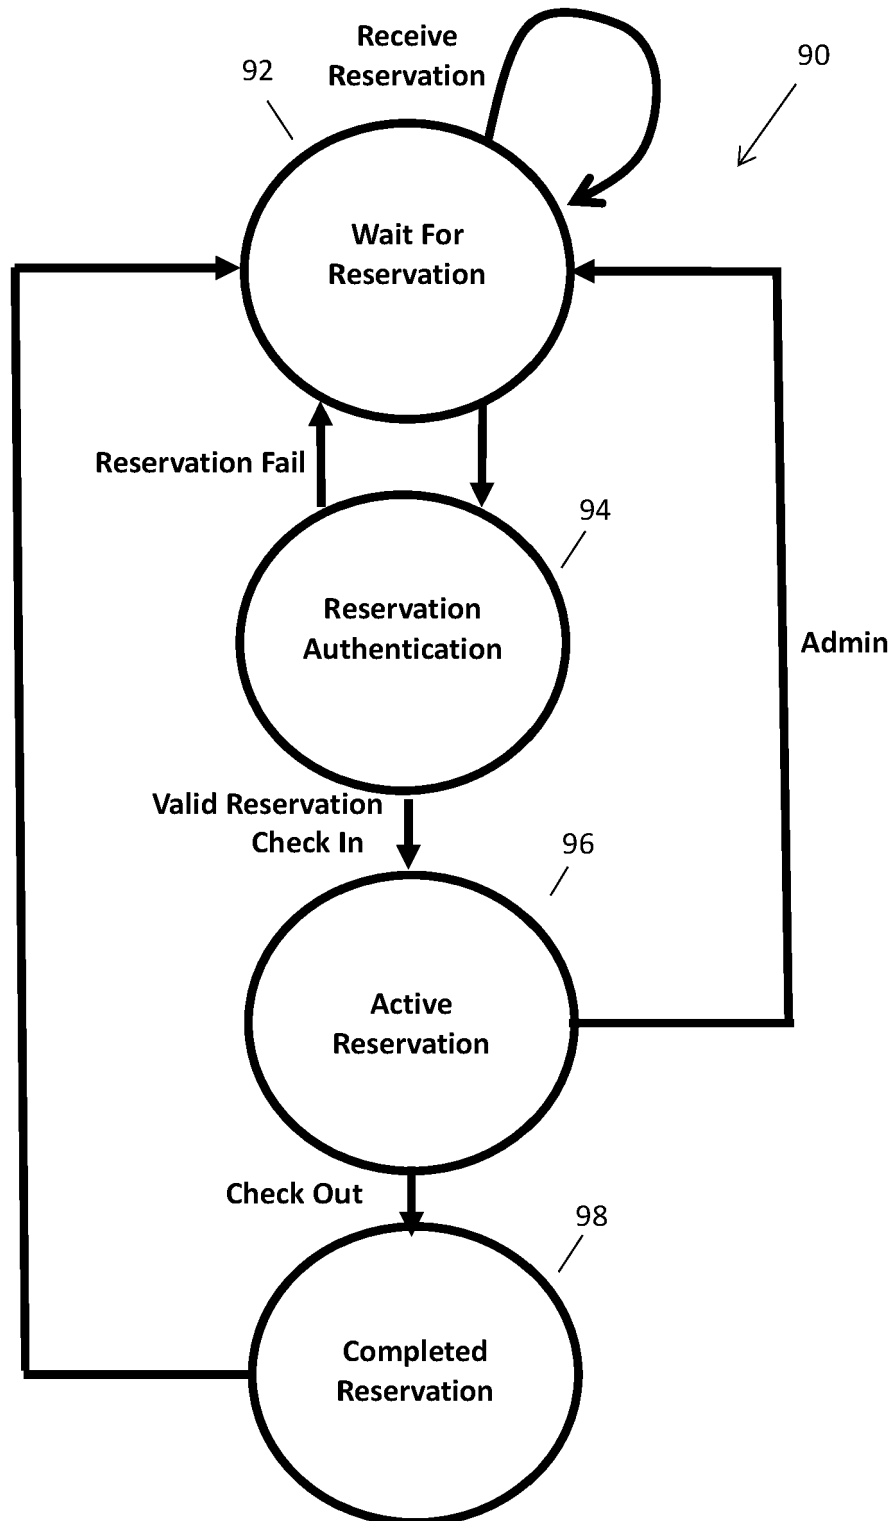 Receive
Reservation
90
92
Wait For
Reservation
Reservation Fail
94
Reservation
Authentication
Admin
Valid Reservation
Check In
96
Active
Reservation
Check Out
98
Completed
Reservation